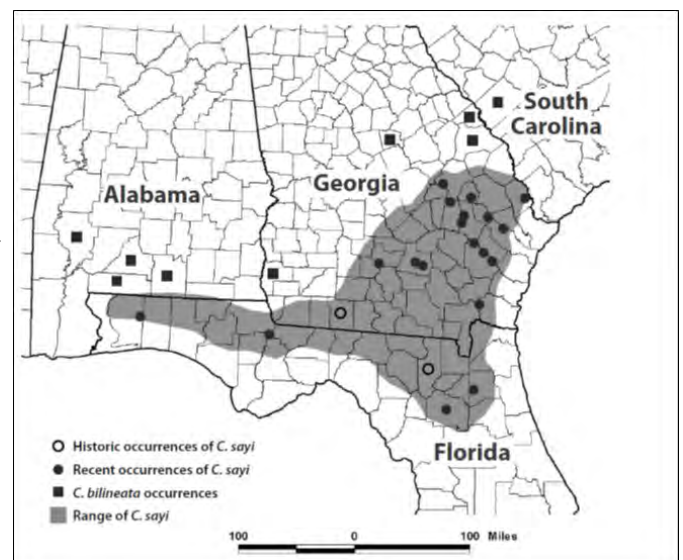 South
Carolina
Georgia
Alabama
Historic occurrences of C. sayi
Recent occurrences of C. sayi
C. bilineata occurrences
Range of C. sayi
Florida
100 0 100 Miles